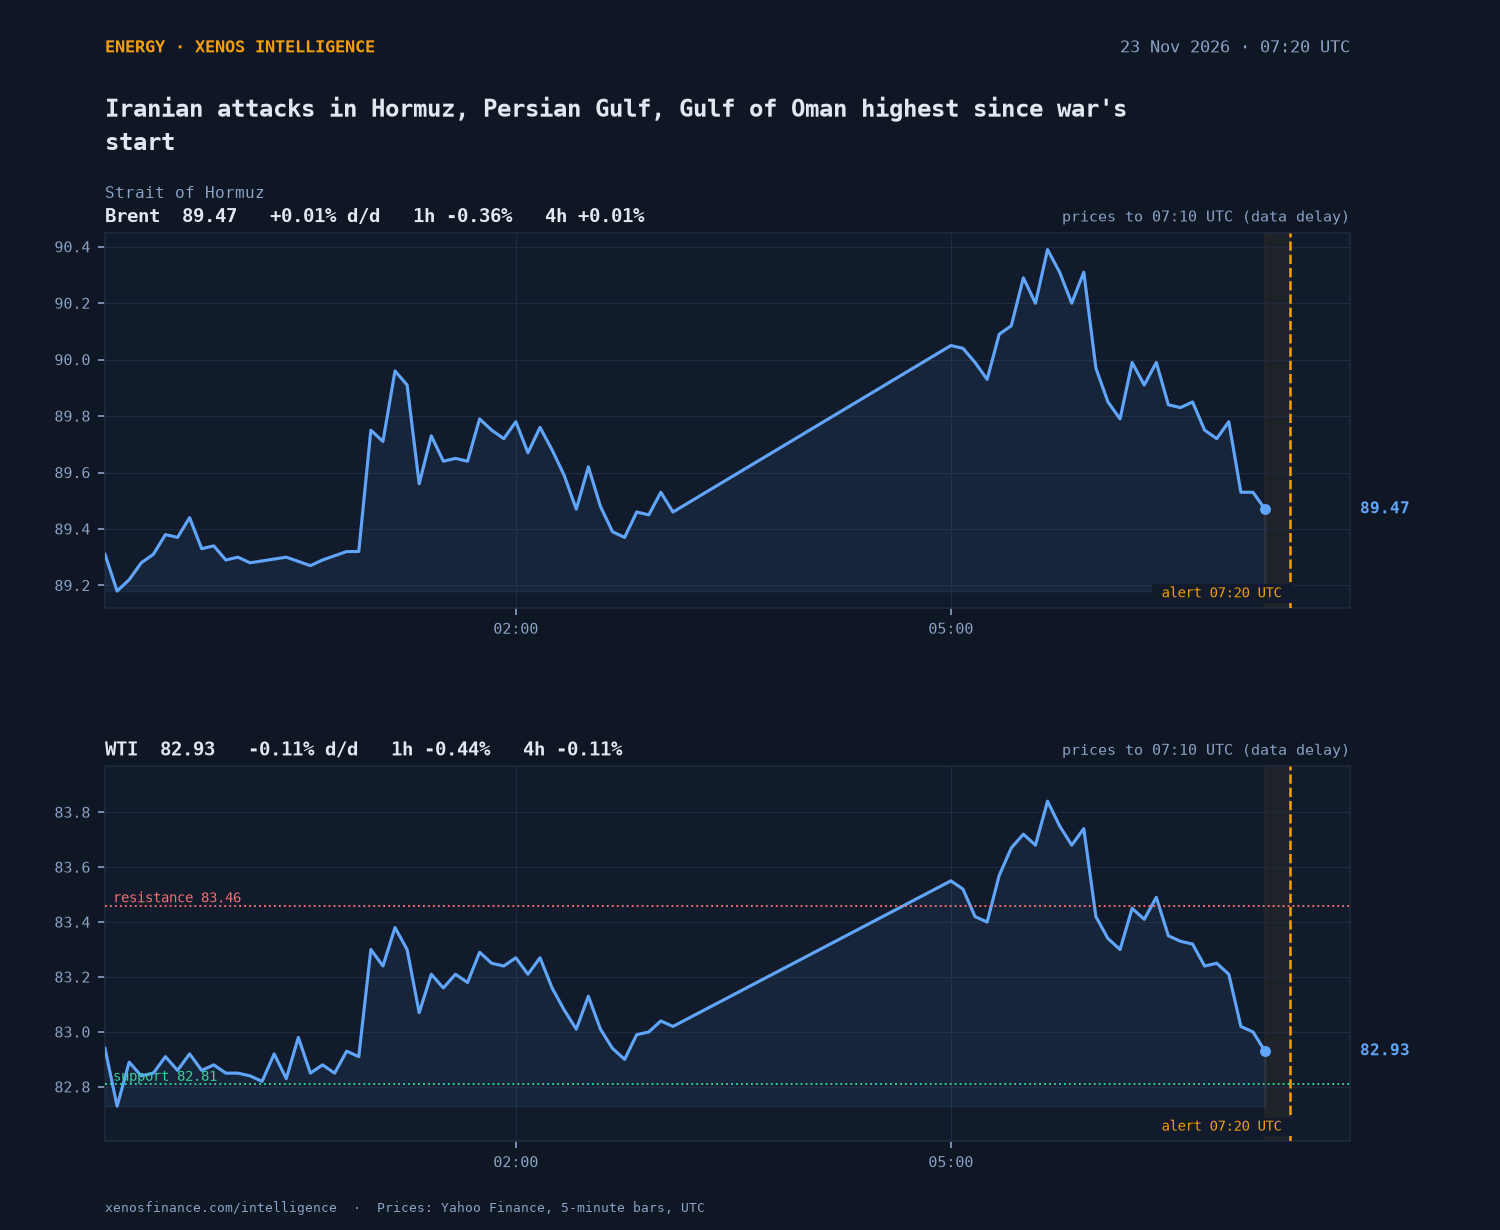 ENERGY · XENOS INTELLIGENCE
23 Nov 2026 · 07:20 UTC
Iranian attacks in Hormuz, Persian Gulf, Gulf of Oman highest since war's
start
Strait of Hormuz
Brent 89.47 +0.01% d/d 1h -0.36% 4h +0.01%
prices to 07:10 UTC (data delay)
90.4
90.2
90.0
89.8
89.6
89.4
89.2
89.47
alert 07:20 UTC
02:00
05:00
WTI 82.93 -0.11% d/d 1h -0.44% 4h -0.11%
prices to 07:10 UTC (data delay)
83.8
83.6
resistance 83.46
83.4
83.2
83.0
82.93
support 82.81
82.8
alert 07:20 UTC
02:00
05:00
xenosfinance.com/intelligence · Prices: Yahoo Finance, 5-minute bars, UTC